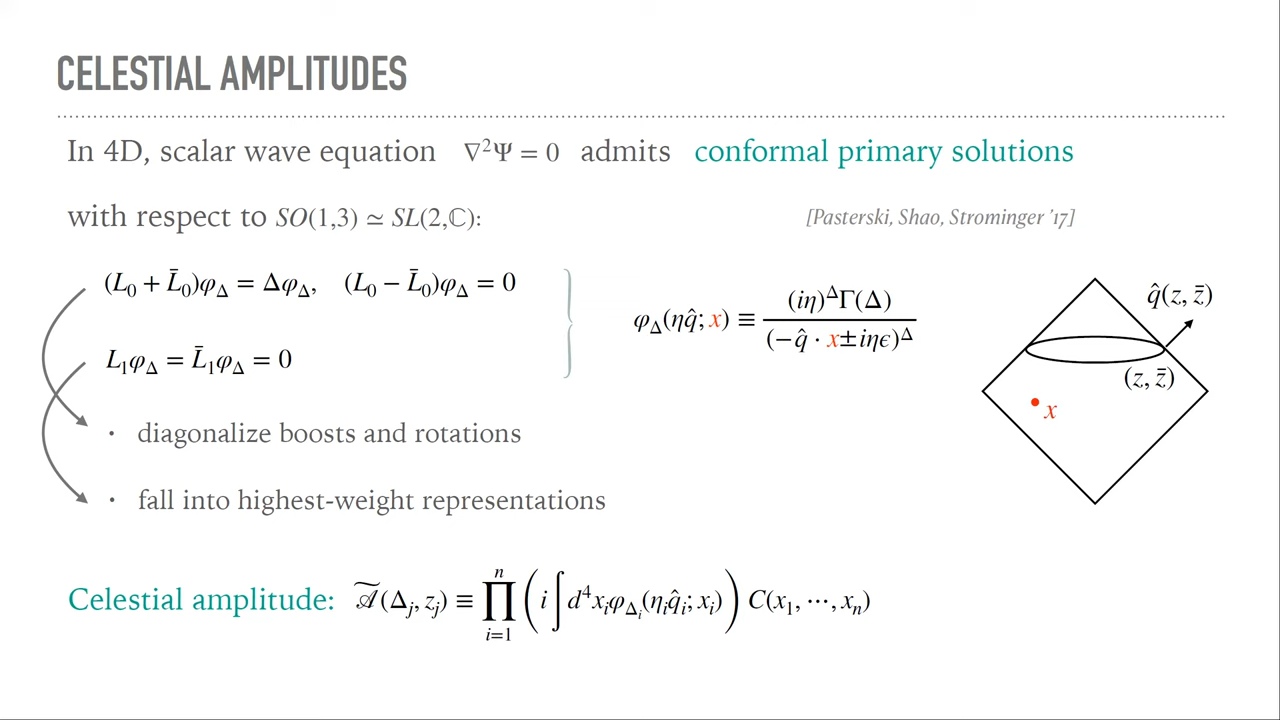 CELESTIAL AMPLITUDES
In 4D, scalar wave equation ∇²Ψ = 0 admits conformal primary solutions
with respect to SO(1,3) ≃ SL(2,ℂ):
[Pasterski, Shao, Strominger '17]
(L₀ + L̄₀)φ_Δ = Δφ_Δ, (L₀ − L̄₀)φ_Δ = 0
L₁φ_Δ = L̄₁φ_Δ = 0
φ_Δ(ηq̂; x) ≡ (iη)^Δ Γ(Δ) / (−q̂ · x ± iηϵ)^Δ
q̂(z, z̄)
(z, z̄)
x
· diagonalize boosts and rotations
· fall into highest-weight representations
Celestial amplitude: 𝒜̃(Δ_j, z_j) ≡ ∏_{i=1}^{n} (i ∫ d⁴x_i φ_{Δ_i}(η_i q̂_i; x_i)) C(x₁, ⋯, x_n)